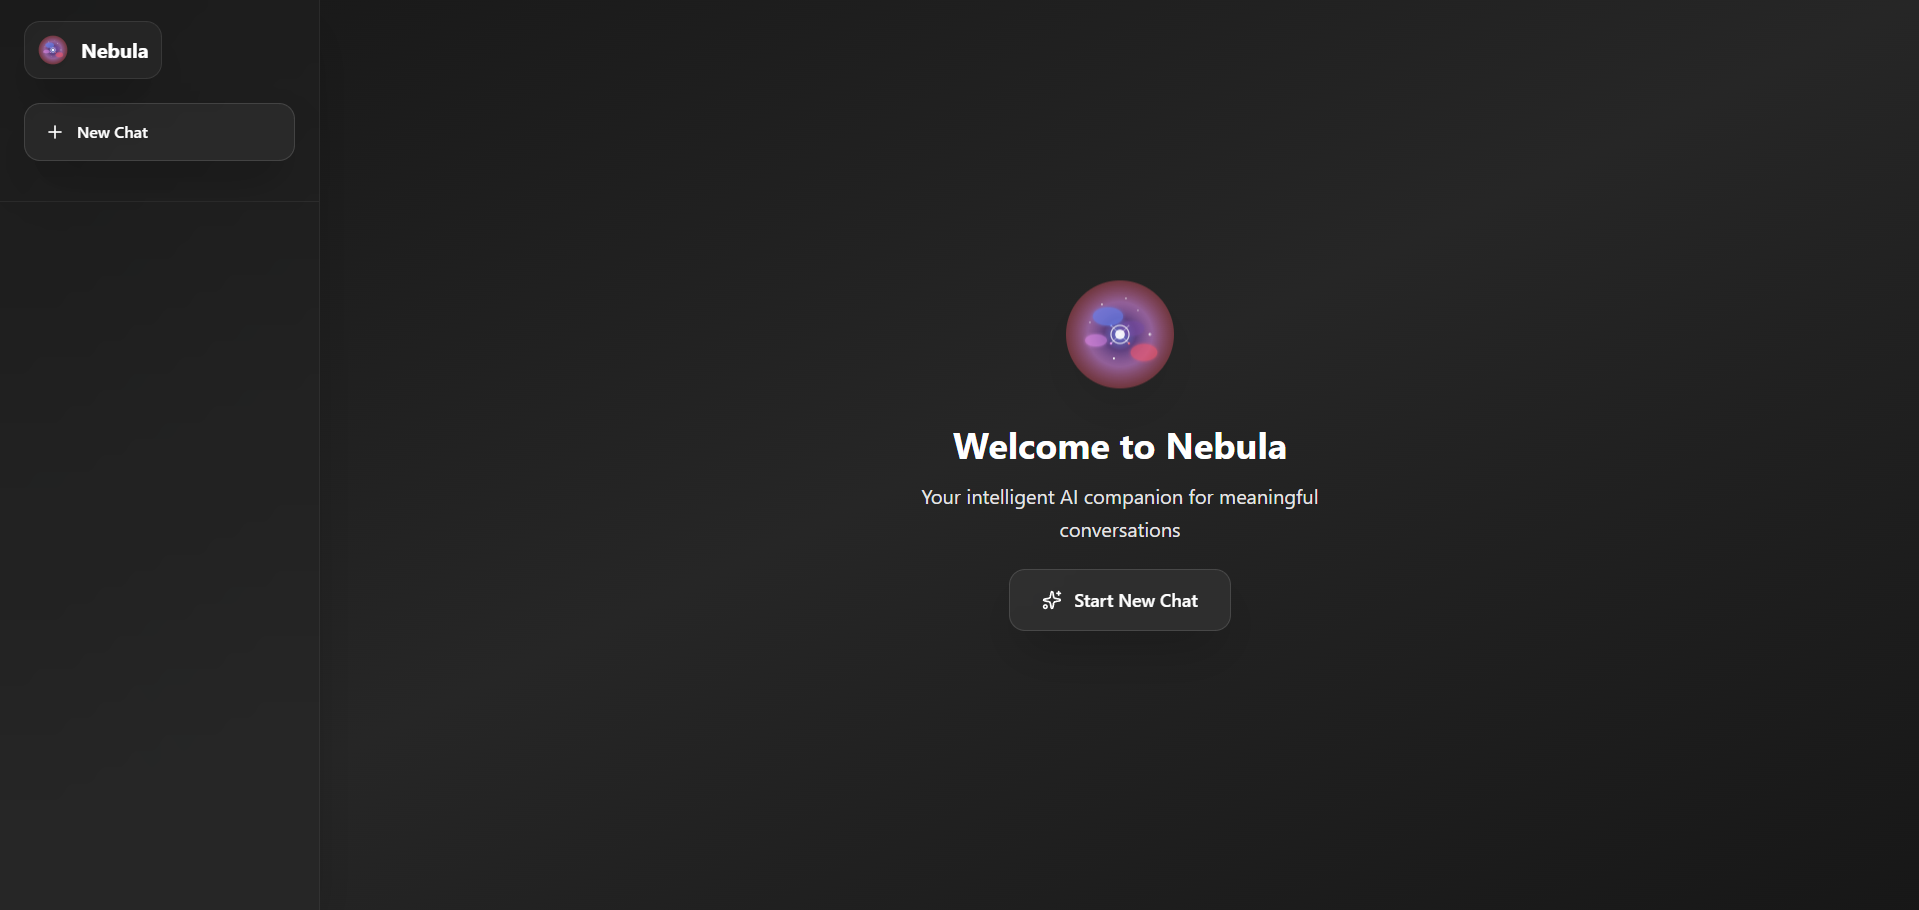 Nebula
New Chat
Welcome to Nebula
Your intelligent AI companion for meaningful
conversations
Start New Chat